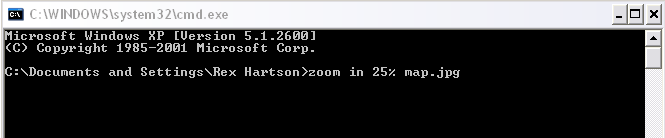 C:\WINDOWS\system32\cmd.exe
Microsoft Windows XP [Version 5.1.2600]
(C) Copyright 1985-2001 Microsoft Corp.
C:\Documents and Settings\Rex Hartson>zoom in 25% map.jpg